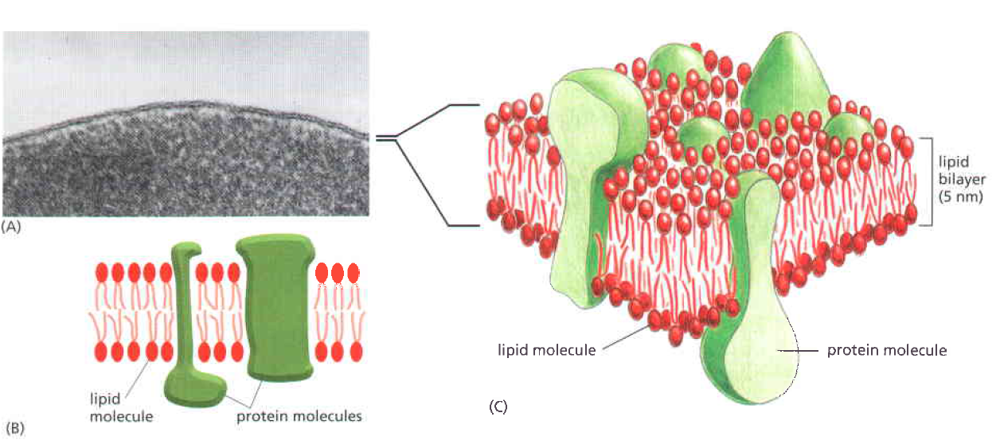 (A)
lipid
molecule
protein molecules
(B)
lipid
bilayer
(5 nm)
lipid molecule
protein molecule
(C)